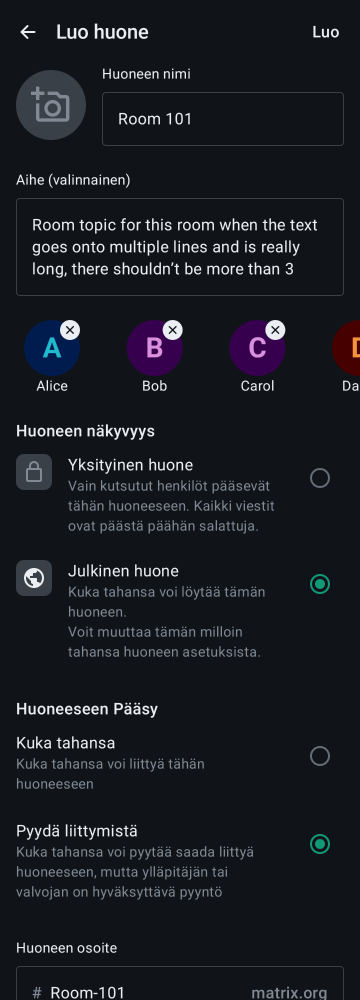 Luo huone
Luo
Huoneen nimi
Room 101
Aihe (valinnainen)
Room topic for this room when the text
goes onto multiple lines and is really
long, there shouldn’t be more than 3
A
B
C
Alice
Bob
Carol
Da
Huoneen näkyvyys
Yksityinen huone
Vain kutsutut henkilöt pääsevät
tähän huoneeseen. Kaikki viestit
ovat päästä päähän salattuja.
Julkinen huone
Kuka tahansa voi löytää tämän
huoneen.
Voit muuttaa tämän milloin
tahansa huoneen asetuksista.
Huoneeseen Pääsy
Kuka tahansa
Kuka tahansa voi liittyä tähän
huoneeseen
Pyydä liittymistä
Kuka tahansa voi pyytää saada liittyä
huoneeseen, mutta ylläpitäjän tai
valvojan on hyväksyttävä pyyntö
Huoneen osoite
# Room-101 matrix.org